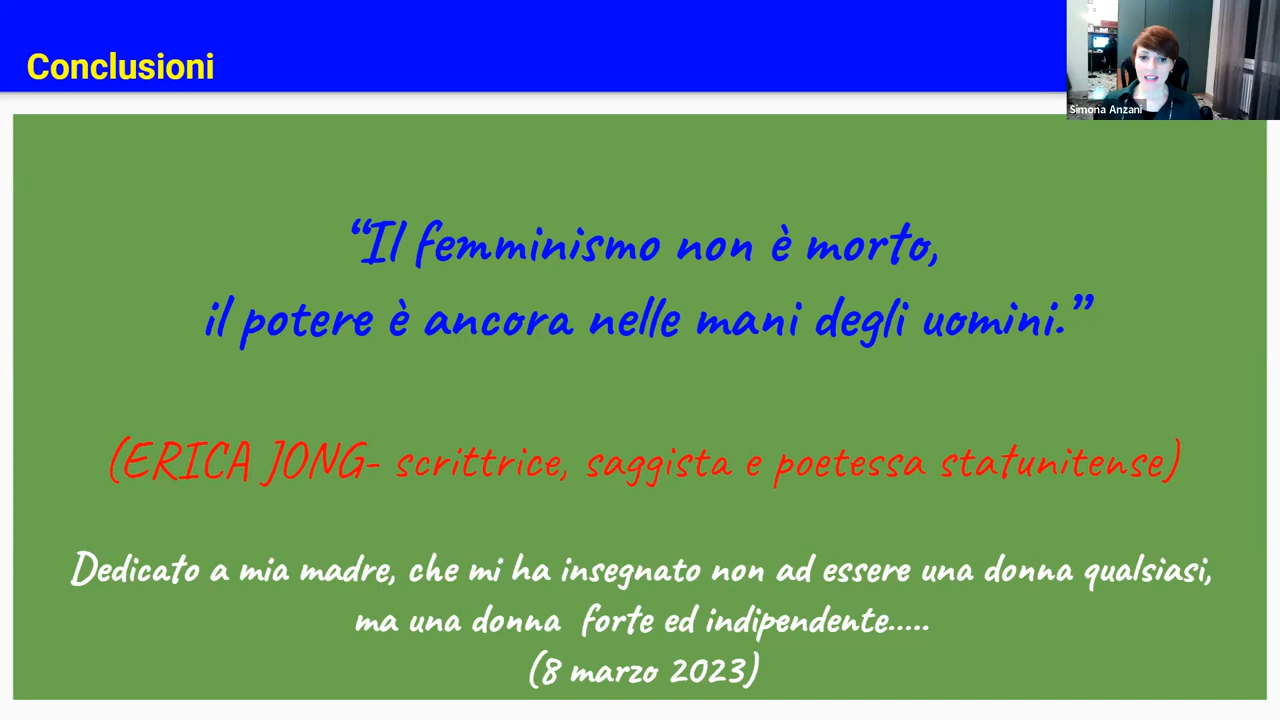 Conclusioni
Simona Anzani
“Il femminismo non è morto,
il potere è ancora nelle mani degli uomini.”
(ERICA JONG- scrittrice, saggista e poetessa statunitense)
Dedicato a mia madre, che mi ha insegnato non ad essere una donna qualsiasi,
ma una donna forte ed indipendente.....
(8 marzo 2023)